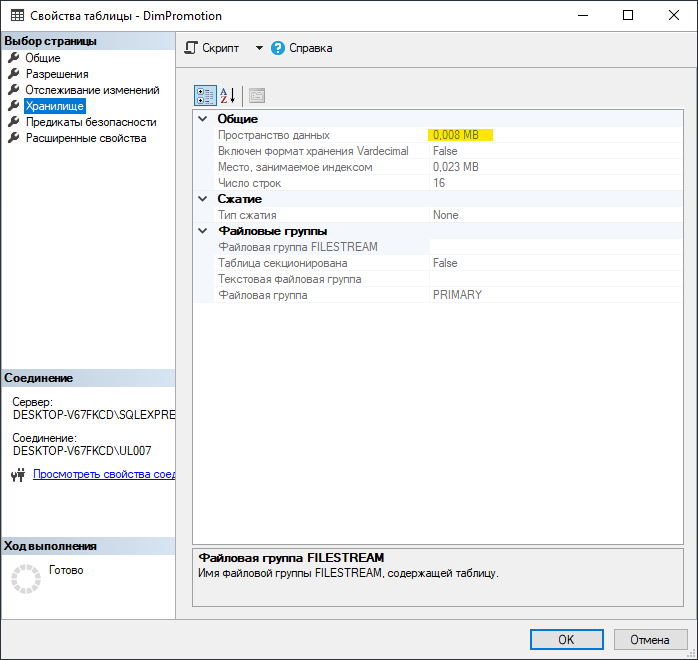 Свойства таблицы - DimPromotion
Выбор страницы
Общие
Разрешения
Отслеживание изменений
Хранилище
Предикаты безопасности
Расширенные свойства
Скрипт
Справка
Общие
Пространство данных 0,008 MB
Включен формат хранения Vardecimal False
Место, занимаемое индексом 0,023 MB
Число строк 16
Сжатие
Тип сжатия None
Файловые группы
Файловая группа FILESTREAM
Таблица секционирована False
Текстовая файловая группа
Файловая группа PRIMARY
Соединение
Сервер:
DESKTOP-V67FKCD\SQLEXPRE
Соединение:
DESKTOP-V67FKCD\UL007
Просмотреть свойства соед
Ход выполнения
Готово
Файловая группа FILESTREAM
Имя файловой группы FILESTREAM, содержащей таблицу.
OK
Отмена